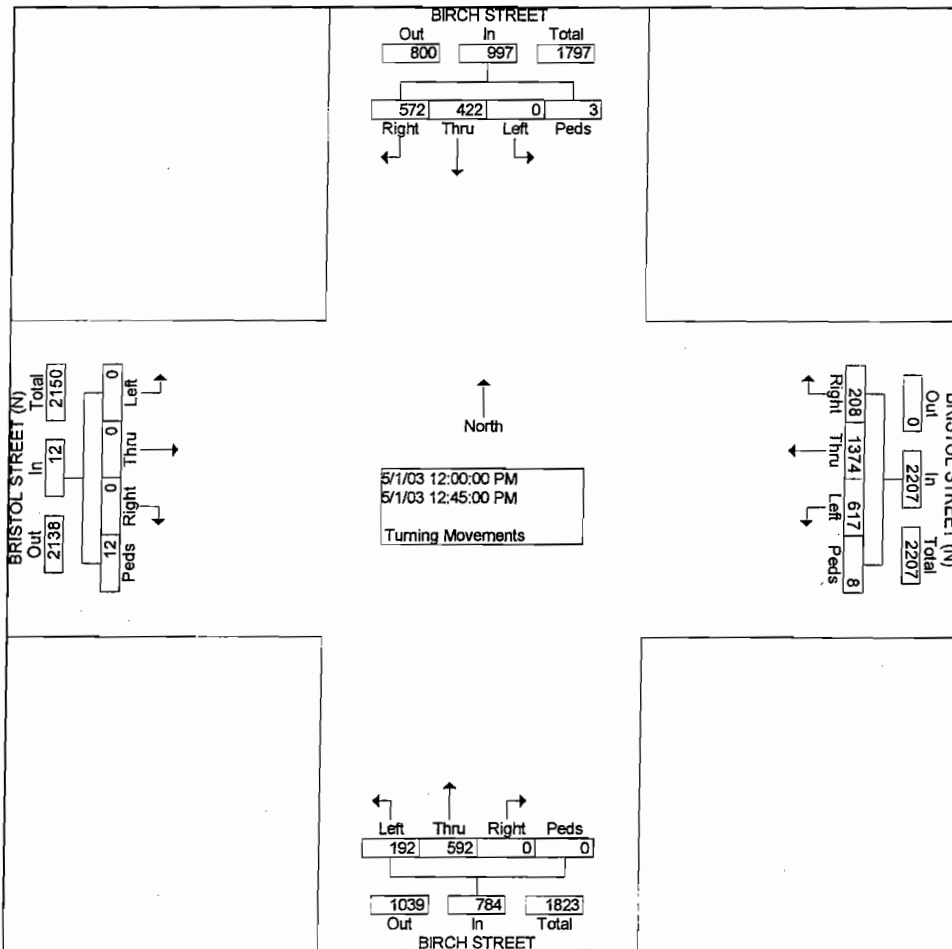 BIRCH STREET
Out In Total
800 997 1797
572 422 0 3
Right Thru Left Peds
BRISTOL STREET (N)
Total In Out
2150 12 2138
0 0 0 12
Left Thru Right Peds
North
5/1/03 12:00:00 PM
5/1/03 12:45:00 PM
Turning Movements
Right Thru Left Peds
208 1374 617 8
Out In Total
0 2207 2207
BRISTOL STREET (N)
Left Thru Right Peds
192 592 0 0
1039 784 1823
Out In Total
BIRCH STREET